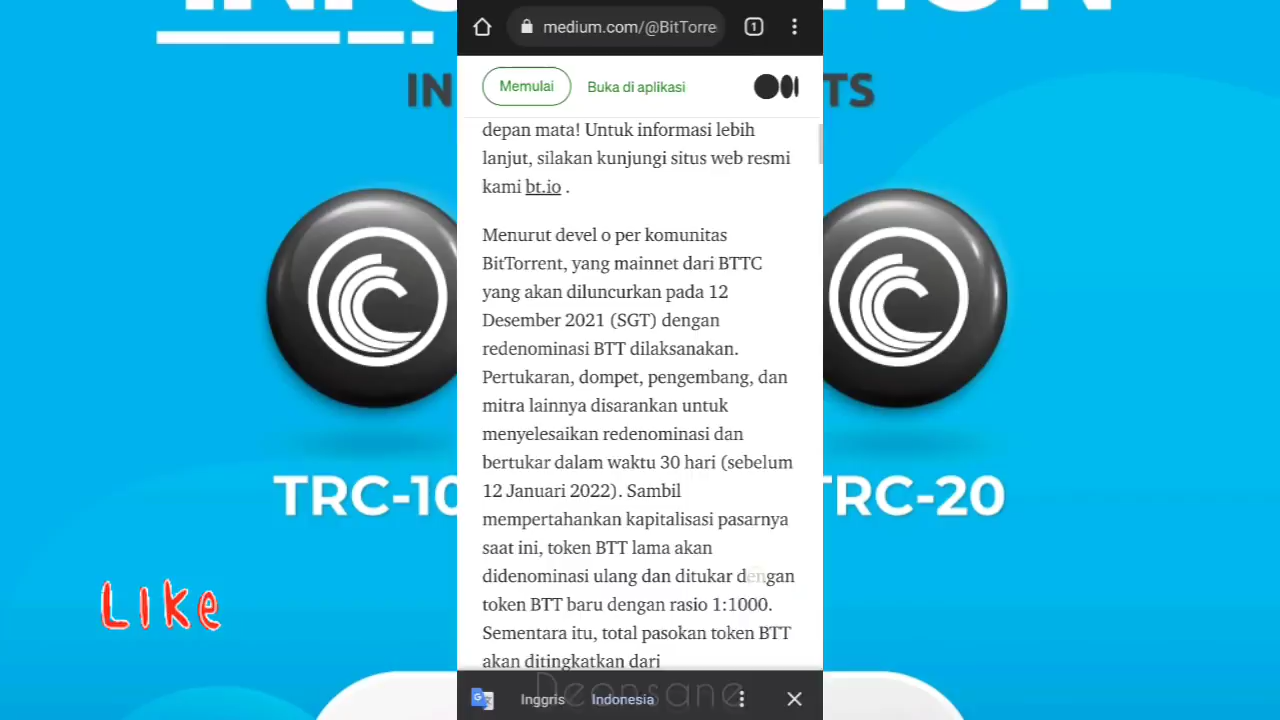 IN
TS
medium.com/@BitTorre
1
Memulai
Buka di aplikasi
depan mata! Untuk informasi lebih
lanjut, silakan kunjungi situs web resmi
kami bt.io .
Menurut devel o per komunitas
BitTorrent, yang mainnet dari BTTC
yang akan diluncurkan pada 12
Desember 2021 (SGT) dengan
redenominasi BTT dilaksanakan.
Pertukaran, dompet, pengembang, dan
mitra lainnya disarankan untuk
menyelesaikan redenominasi dan
bertukar dalam waktu 30 hari (sebelum
12 Januari 2022). Sambil
mempertahankan kapitalisasi pasarnya
saat ini, token BTT lama akan
didenominasi ulang dan ditukar dengan
token BTT baru dengan rasio 1:1000.
Sementara itu, total pasokan token BTT
akan ditingkatkan dari
TRC-10
TRC-20
Like
Inggris
Indonesia
Deansane